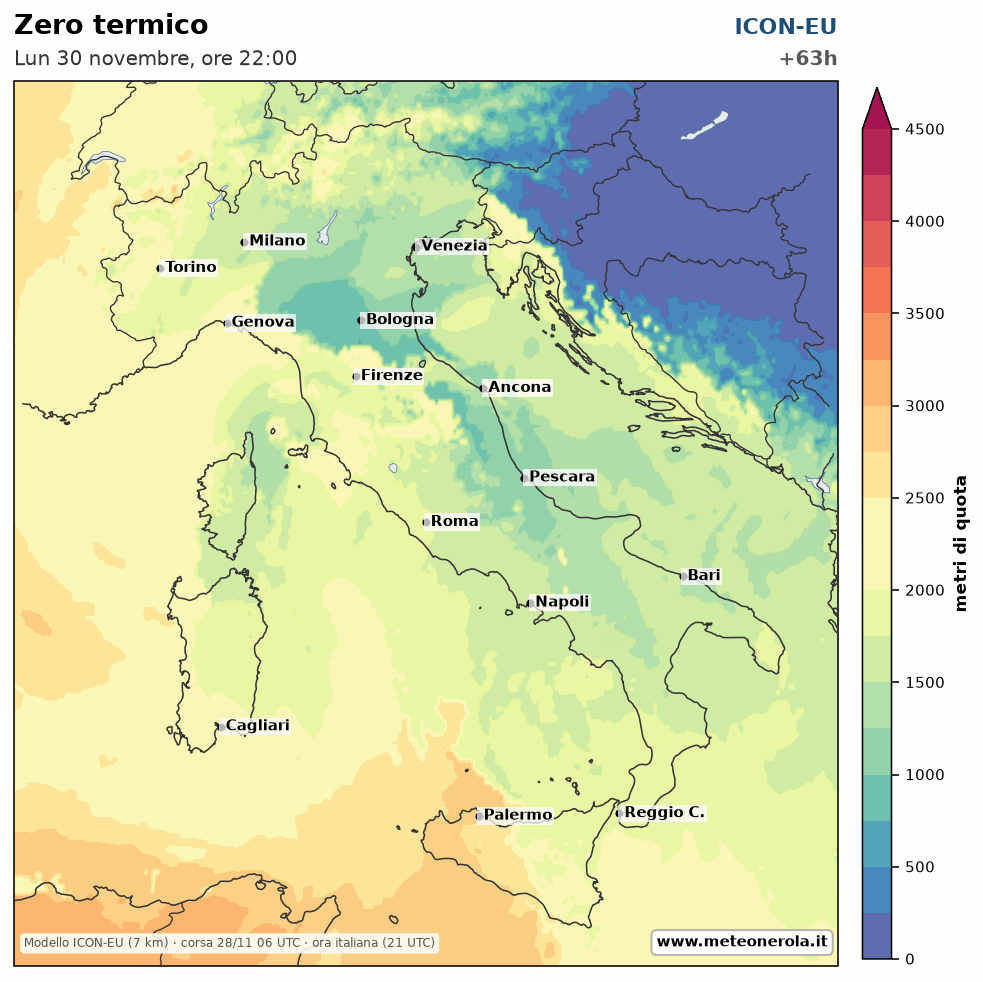 Zero termico
ICON-EU
Lun 30 novembre, ore 22:00
+63h
Milano
Venezia
Torino
Genova
Bologna
Firenze
Ancona
Pescara
Roma
Bari
Napoli
Cagliari
Palermo
Reggio C.
4500
4000
3500
3000
2500
2000
1500
1000
500
0
metri di quota
Modello ICON-EU (7 km) · corsa 28/11 06 UTC · ora italiana (21 UTC)
www.meteonerola.it